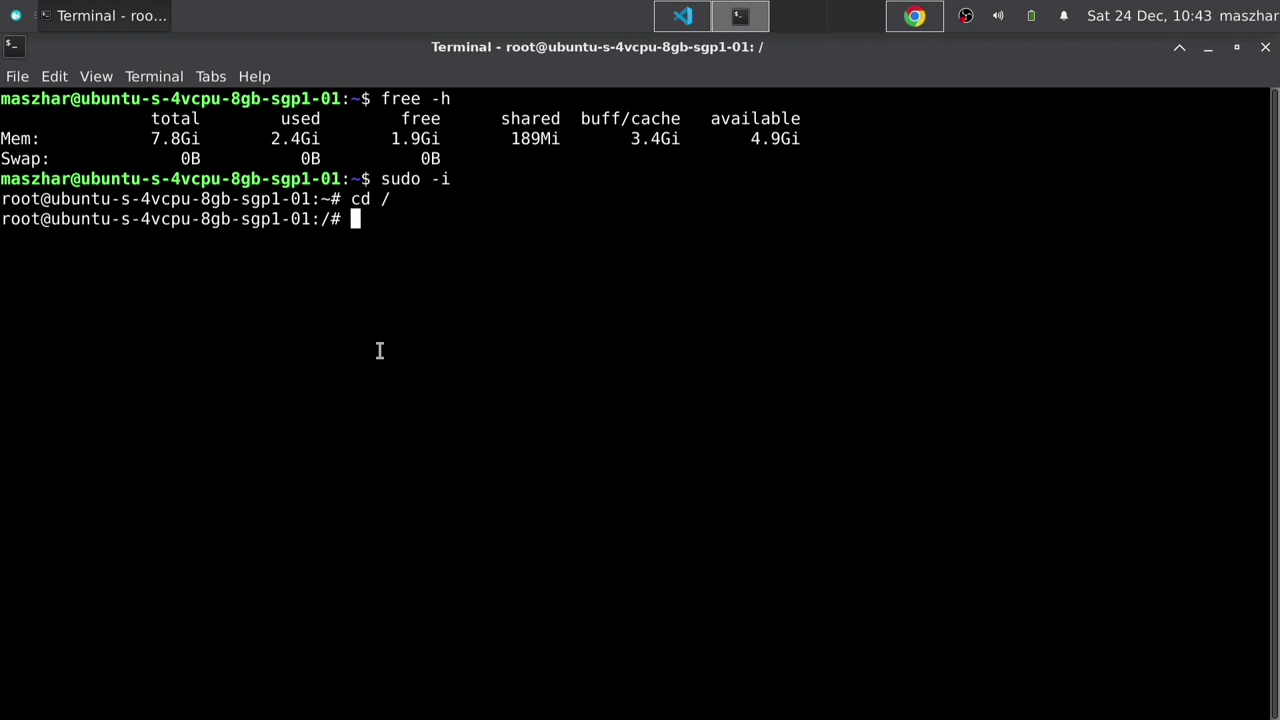 Terminal - roo... Sat 24 Dec, 10:43 maszhar
Terminal - root@ubuntu-s-4vcpu-8gb-sgp1-01: /
File Edit View Terminal Tabs Help
maszhar@ubuntu-s-4vcpu-8gb-sgp1-01:~$ free -h
total used free shared buff/cache available
Mem: 7.8Gi 2.4Gi 1.9Gi 189Mi 3.4Gi 4.9Gi
Swap: 0B 0B 0B
maszhar@ubuntu-s-4vcpu-8gb-sgp1-01:~$ sudo -i
root@ubuntu-s-4vcpu-8gb-sgp1-01:~# cd /
root@ubuntu-s-4vcpu-8gb-sgp1-01:/#